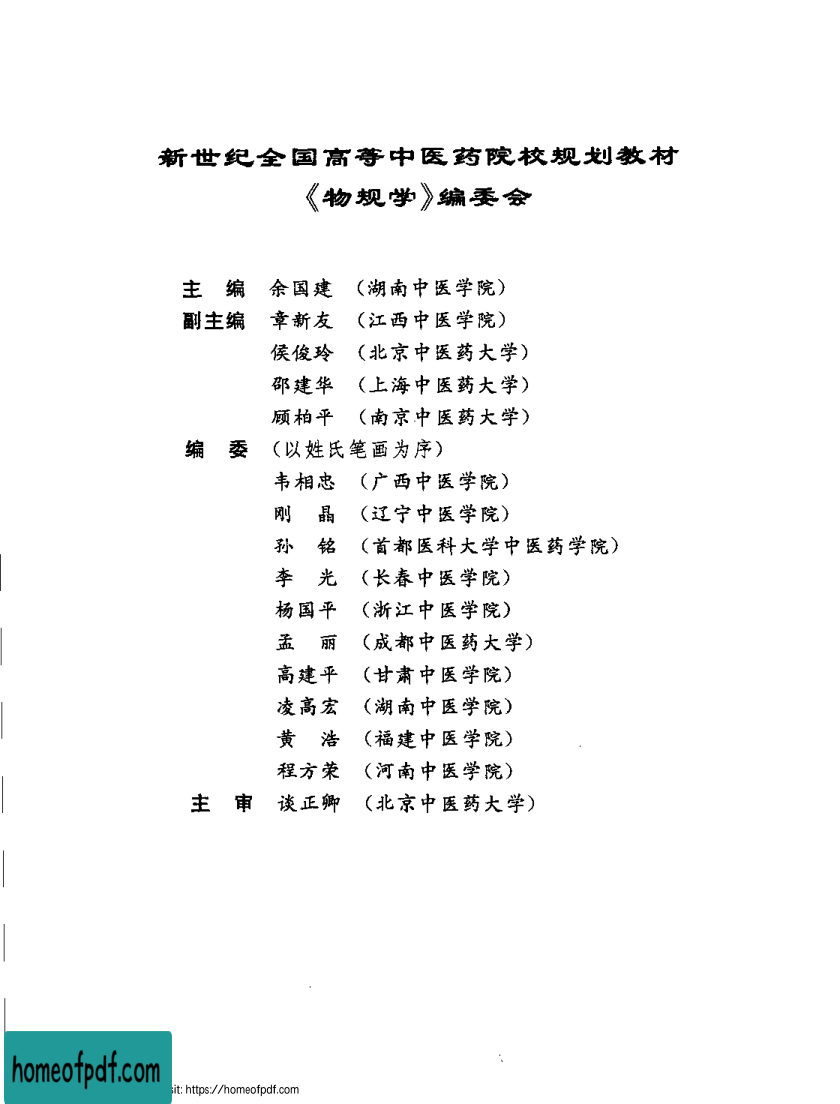 新世纪全国高等中医药院校规划教材
《物规学》编委会
主 编 余国建 (湖南中医学院)
副主编 章新友 (江西中医学院)
侯俊玲 (北京中医药大学)
邵建华 (上海中医药大学)
顾柏平 (南京中医药大学)
编 委 (以姓氏笔画为序)
韦相忠 (广西中医学院)
刚 晶 (辽宁中医学院)
孙 铭 (首都医科大学中医药学院)
李 光 (长春中医学院)
杨国平 (浙江中医学院)
孟 丽 (成都中医药大学)
高建平 (甘肃中医学院)
凌高宏 (湖南中医学院)
黄 浩 (福建中医学院)
程方荣 (河南中医学院)
主 审 谈正卿 (北京中医药大学)
homeofpdf.com
sit: https://homeofpdf.com